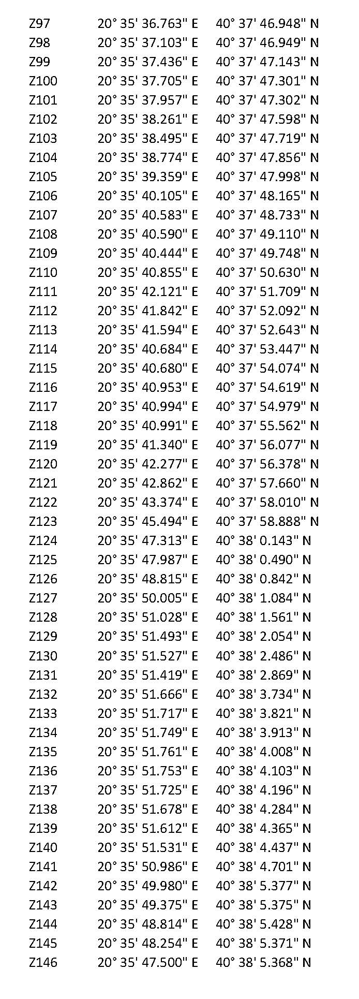 Z97 20° 35' 36.763" E 40° 37' 46.948" N
Z98 20° 35' 37.103" E 40° 37' 46.949" N
Z99 20° 35' 37.436" E 40° 37' 47.143" N
Z100 20° 35' 37.705" E 40° 37' 47.301" N
Z101 20° 35' 37.957" E 40° 37' 47.302" N
Z102 20° 35' 38.261" E 40° 37' 47.598" N
Z103 20° 35' 38.495" E 40° 37' 47.719" N
Z104 20° 35' 38.774" E 40° 37' 47.856" N
Z105 20° 35' 39.359" E 40° 37' 47.998" N
Z106 20° 35' 40.105" E 40° 37' 48.165" N
Z107 20° 35' 40.583" E 40° 37' 48.733" N
Z108 20° 35' 40.590" E 40° 37' 49.110" N
Z109 20° 35' 40.444" E 40° 37' 49.748" N
Z110 20° 35' 40.855" E 40° 37' 50.630" N
Z111 20° 35' 42.121" E 40° 37' 51.709" N
Z112 20° 35' 41.842" E 40° 37' 52.092" N
Z113 20° 35' 41.594" E 40° 37' 52.643" N
Z114 20° 35' 40.684" E 40° 37' 53.447" N
Z115 20° 35' 40.680" E 40° 37' 54.074" N
Z116 20° 35' 40.953" E 40° 37' 54.619" N
Z117 20° 35' 40.994" E 40° 37' 54.979" N
Z118 20° 35' 40.991" E 40° 37' 55.562" N
Z119 20° 35' 41.340" E 40° 37' 56.077" N
Z120 20° 35' 42.277" E 40° 37' 56.378" N
Z121 20° 35' 42.862" E 40° 37' 57.660" N
Z122 20° 35' 43.374" E 40° 37' 58.010" N
Z123 20° 35' 45.494" E 40° 37' 58.888" N
Z124 20° 35' 47.313" E 40° 38' 0.143" N
Z125 20° 35' 47.987" E 40° 38' 0.490" N
Z126 20° 35' 48.815" E 40° 38' 0.842" N
Z127 20° 35' 50.005" E 40° 38' 1.084" N
Z128 20° 35' 51.028" E 40° 38' 1.561" N
Z129 20° 35' 51.493" E 40° 38' 2.054" N
Z130 20° 35' 51.527" E 40° 38' 2.486" N
Z131 20° 35' 51.419" E 40° 38' 2.869" N
Z132 20° 35' 51.666" E 40° 38' 3.734" N
Z133 20° 35' 51.717" E 40° 38' 3.821" N
Z134 20° 35' 51.749" E 40° 38' 3.913" N
Z135 20° 35' 51.761" E 40° 38' 4.008" N
Z136 20° 35' 51.753" E 40° 38' 4.103" N
Z137 20° 35' 51.725" E 40° 38' 4.196" N
Z138 20° 35' 51.678" E 40° 38' 4.284" N
Z139 20° 35' 51.612" E 40° 38' 4.365" N
Z140 20° 35' 51.531" E 40° 38' 4.437" N
Z141 20° 35' 50.986" E 40° 38' 4.701" N
Z142 20° 35' 49.980" E 40° 38' 5.377" N
Z143 20° 35' 49.375" E 40° 38' 5.375" N
Z144 20° 35' 48.814" E 40° 38' 5.428" N
Z145 20° 35' 48.254" E 40° 38' 5.371" N
Z146 20° 35' 47.500" E 40° 38' 5.368" N